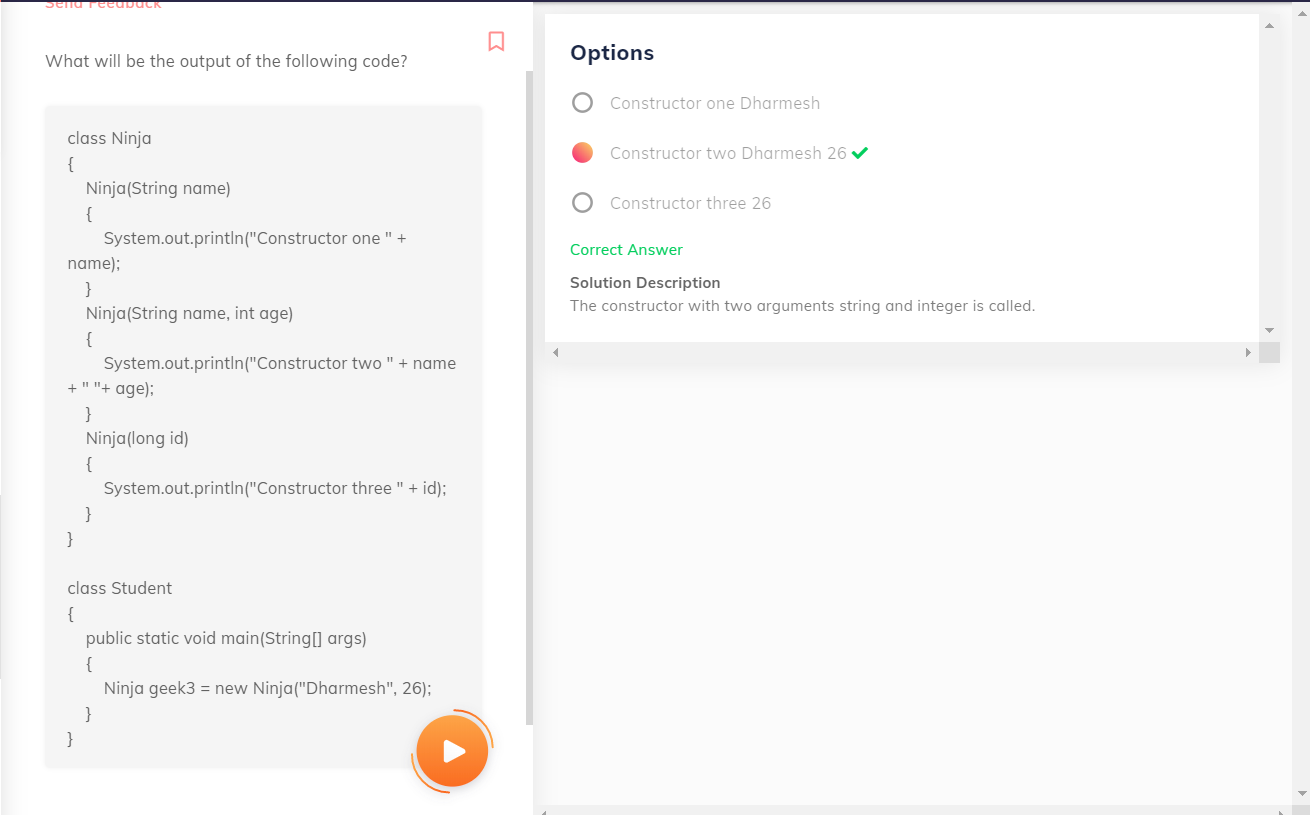 Send Feedback
What will be the output of the following code?
class Ninja
{
Ninja(String name)
{
System.out.println("Constructor one " +
name);
}
Ninja(String name, int age)
{
System.out.println("Constructor two " + name
+ " "+ age);
}
Ninja(long id)
{
System.out.println("Constructor three " + id);
}
}
class Student
{
public static void main(String[] args)
{
Ninja geek3 = new Ninja("Dharmesh", 26);
}
}
Options
Constructor one Dharmesh
Constructor two Dharmesh 26
Constructor three 26
Correct Answer
Solution Description
The constructor with two arguments string and integer is called.